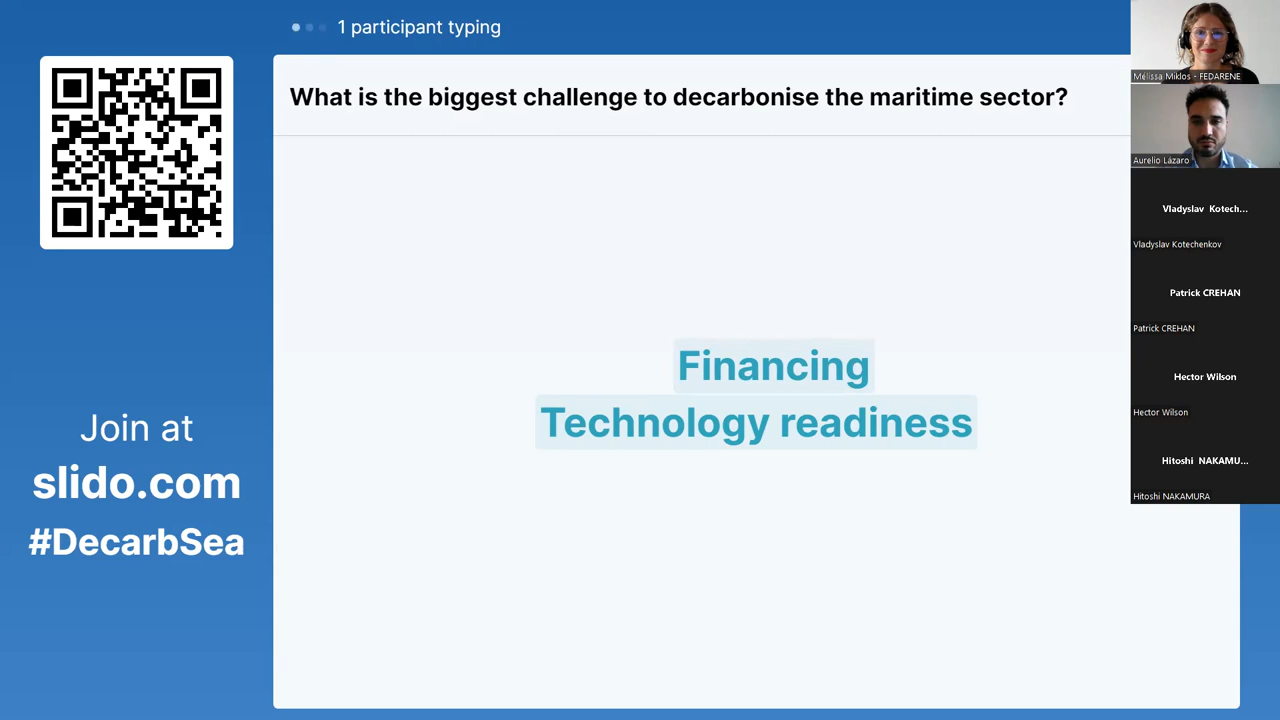 1 participant typing
What is the biggest challenge to decarbonise the maritime sector?
Financing
Technology readiness
Join at
slido.com
#DecarbSea
Mélissa Miklos - FEDARENE
Aurelio Lázaro
Vladyslav Kotech...
Vladyslav Kotechenkov
Patrick CREHAN
Patrick CREHAN
Hector Wilson
Hector Wilson
Hitoshi NAKAMU...
Hitoshi NAKAMURA